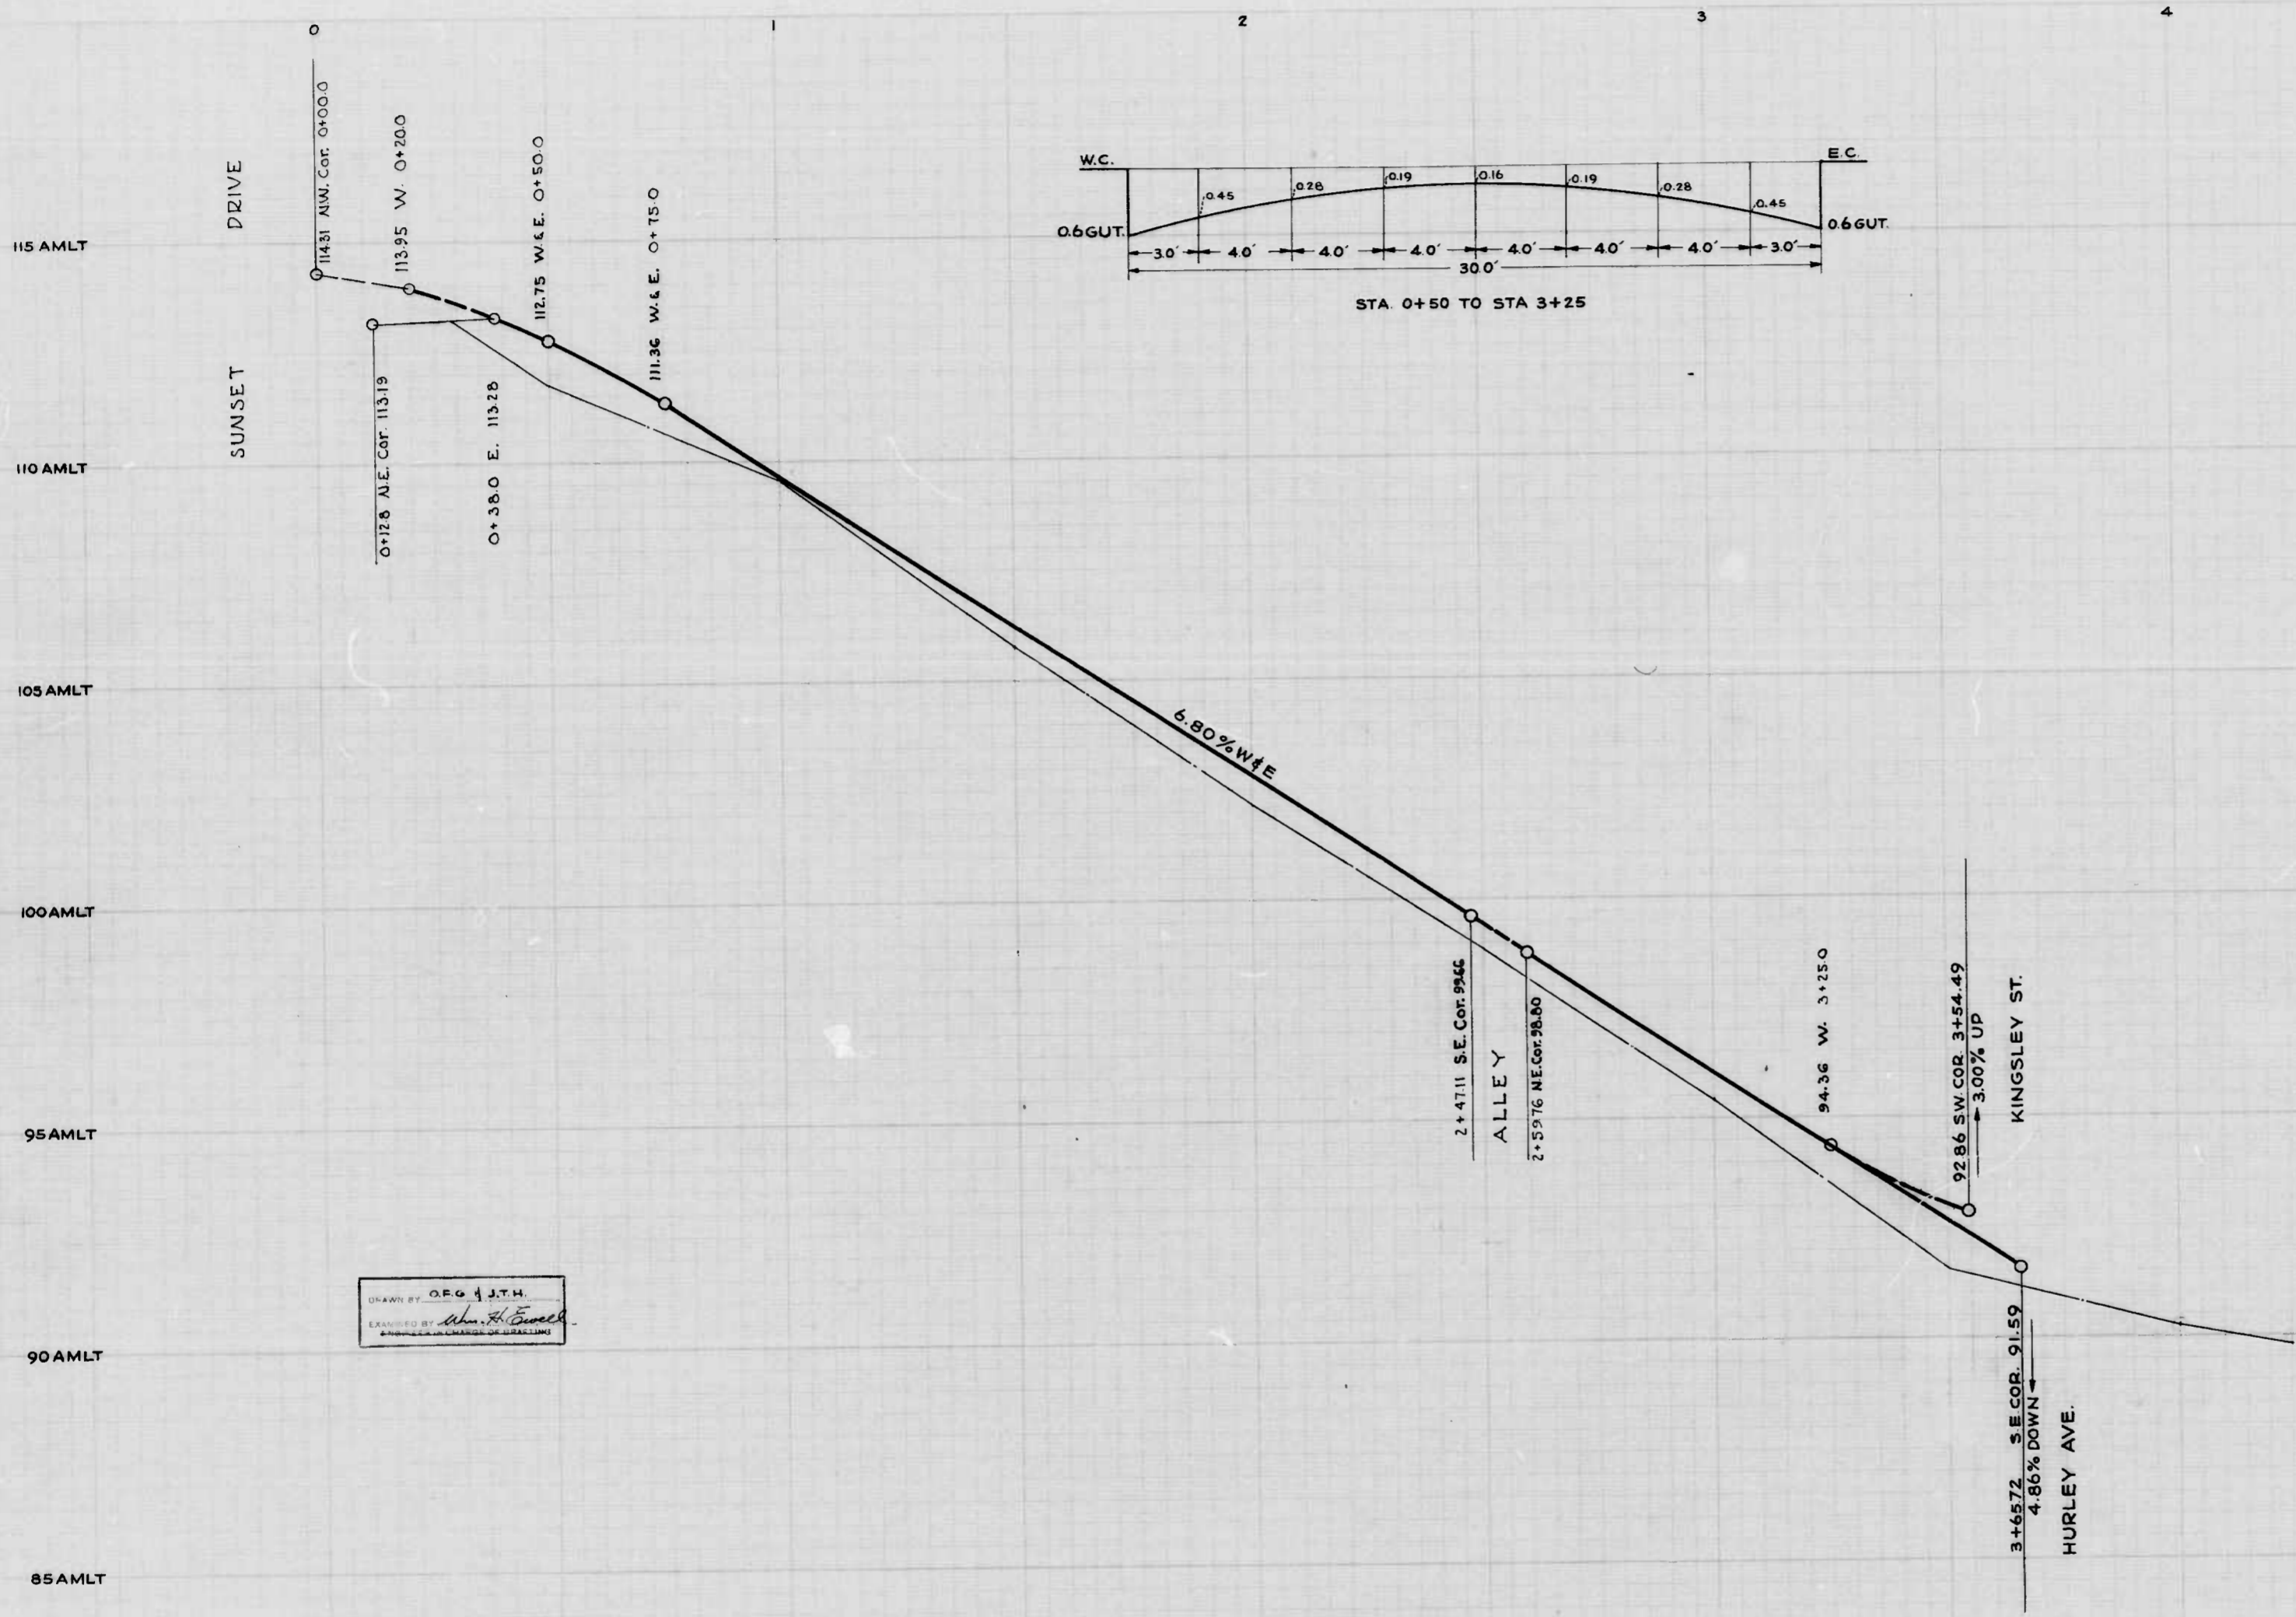 0 1 2 3 4
SUNSET DRIVE
114.31 N.W. Cor. 0+00.0
113.95 W. 0+20.0
112.75 W.&E. 0+50.0
111.36 W.&E. 0+75.0
0+12.8 N.E. Cor. 113.19
0+38.0 E. 113.28
W.C. E.C.
0.45 0.28 0.19 0.16 0.19 0.28 0.45
0.6 GUT. 0.6 GUT.
3.0' 4.0' 4.0' 4.0' 4.0' 4.0' 4.0' 3.0'
30.0'
STA. 0+50 TO STA 3+25
115 AMLT
110 AMLT
105 AMLT
100 AMLT
95 AMLT
90 AMLT
85 AMLT
6.80% W&E
2+47.11 S.E. Cor. 99.66
ALLEY
2+59.76 N.E. Cor. 98.80
94.36 W. 3+25.0
92.86 S.W. COR. 3+54.49
3.00% UP
KINGSLEY ST.
3+65.72 S.E. COR. 91.59
4.86% DOWN
HURLEY AVE.
DRAWN BY O.F.G & J.T.H.
EXAMINED BY Wm. H. Ewell
ENGINEER IN CHARGE OF DRAFTING